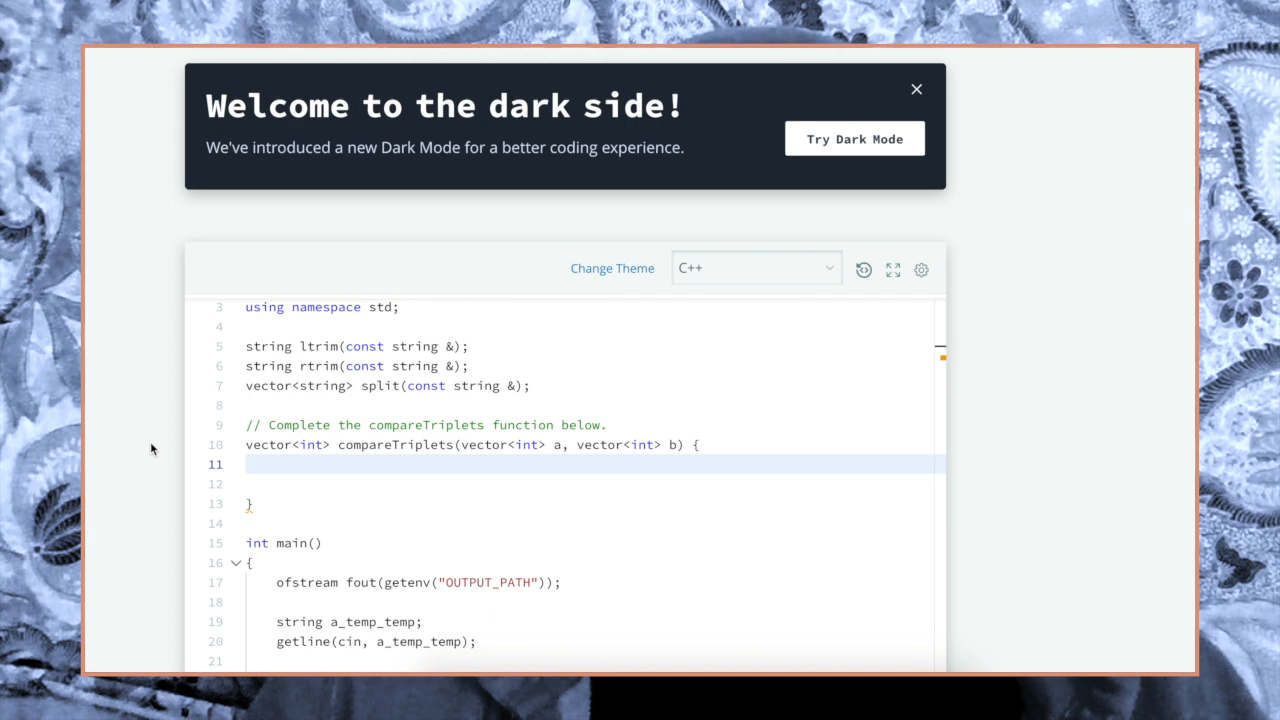 Welcome to the dark side!
We've introduced a new Dark Mode for a better coding experience.
Try Dark Mode
Change Theme
C++
3 using namespace std;
4
5 string ltrim(const string &);
6 string rtrim(const string &);
7 vector<string> split(const string &);
8
9 // Complete the compareTriplets function below.
10 vector<int> compareTriplets(vector<int> a, vector<int> b) {
11
12
13 }
14
15 int main()
16 {
17 ofstream fout(getenv("OUTPUT_PATH"));
18
19 string a_temp_temp;
20 getline(cin, a_temp_temp);
21